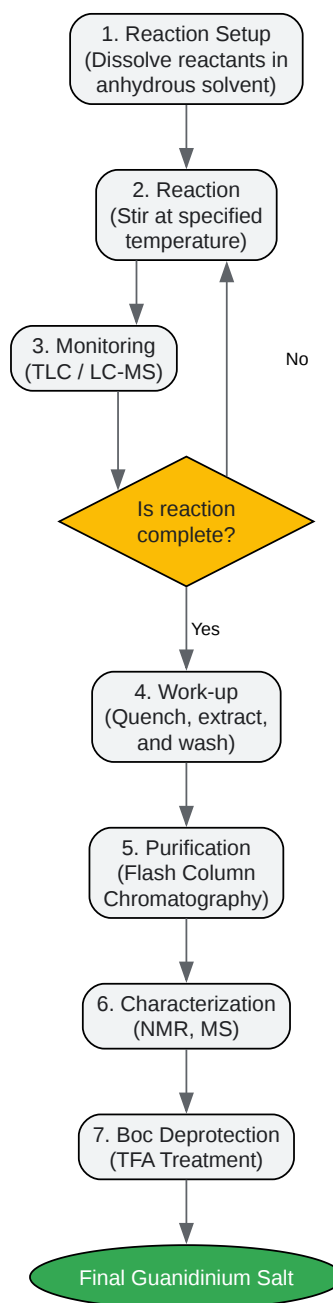 1. Reaction Setup
(Dissolve reactants in
anhydrous solvent)
2. Reaction
(Stir at specified
temperature)
3. Monitoring
(TLC / LC-MS)
No
Is reaction
complete?
Yes
4. Work-up
(Quench, extract,
and wash)
5. Purification
(Flash Column
Chromatography)
6. Characterization
(NMR, MS)
7. Boc Deprotection
(TFA Treatment)
Final Guanidinium Salt